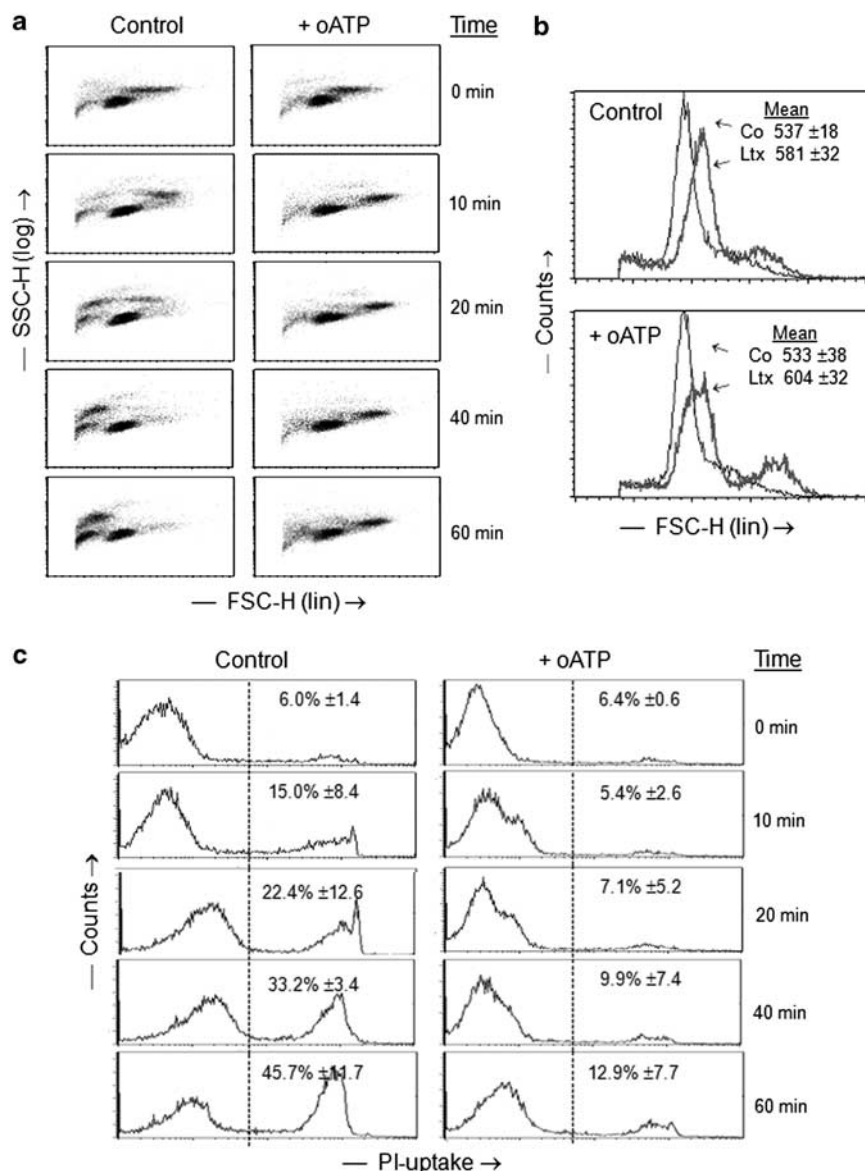 a
Control
+ oATP
Time
0 min
10 min
20 min
40 min
60 min
— SSC-H (log) →
— FSC-H (lin) →
b
Control
Mean
Co 537 ±18
Ltx 581 ±32
+ oATP
Mean
Co 533 ±38
Ltx 604 ±32
— Counts →
— FSC-H (lin) →
c
Control
+ oATP
Time
6.0% ±1.4
6.4% ±0.6
0 min
15.0% ±8.4
5.4% ±2.6
10 min
22.4% ±12.6
7.1% ±5.2
20 min
33.2% ±3.4
9.9% ±7.4
40 min
45.7% ±11.7
12.9% ±7.7
60 min
— Counts →
— PI-uptake →